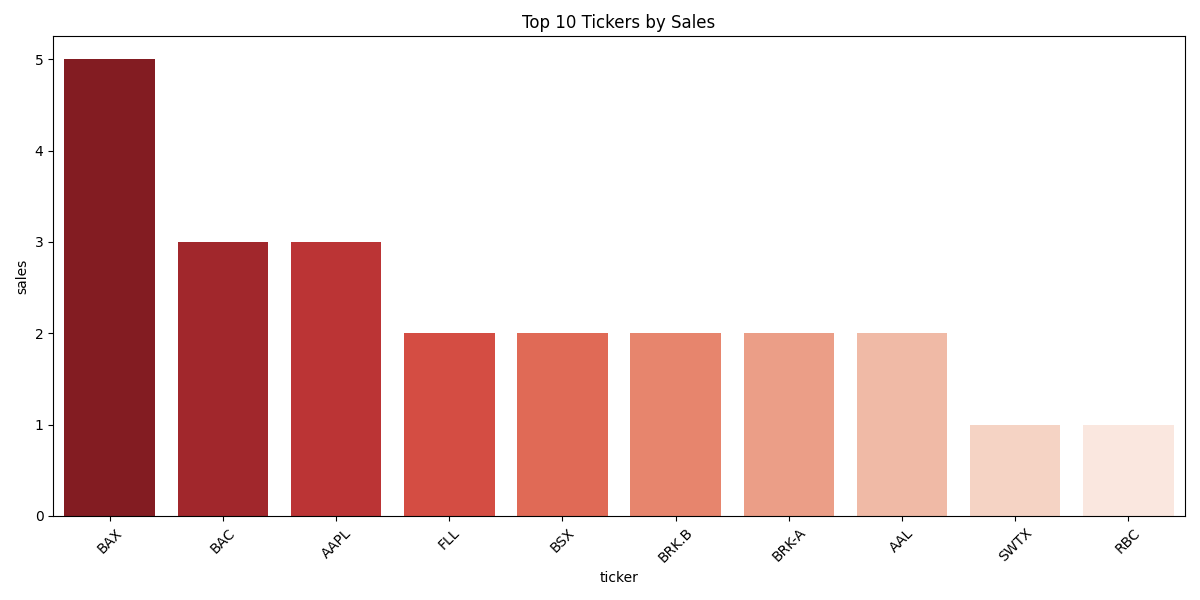 Top 10 Tickers by Sales
sales
5
4
3
2
1
0
BAX
BAC
AAPL
FLL
BSX
BRK.B
BRK-A
AAL
SWTX
RBC
ticker